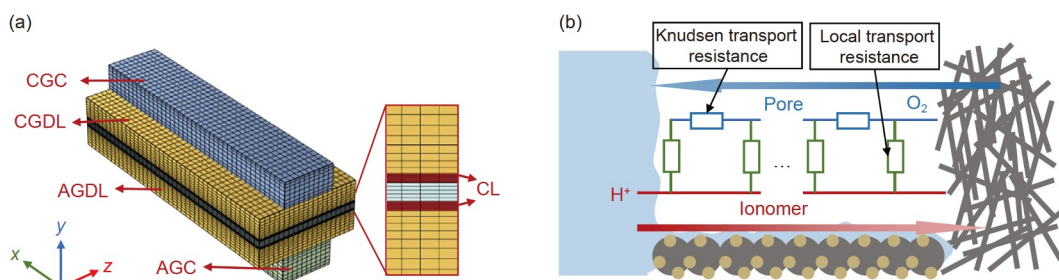 (a)
CGC
CGDL
AGDL
AGC
CL
x
y
z
(b)
Knudsen transport
resistance
Local transport
resistance
Pore
O₂
...
H⁺
Ionomer